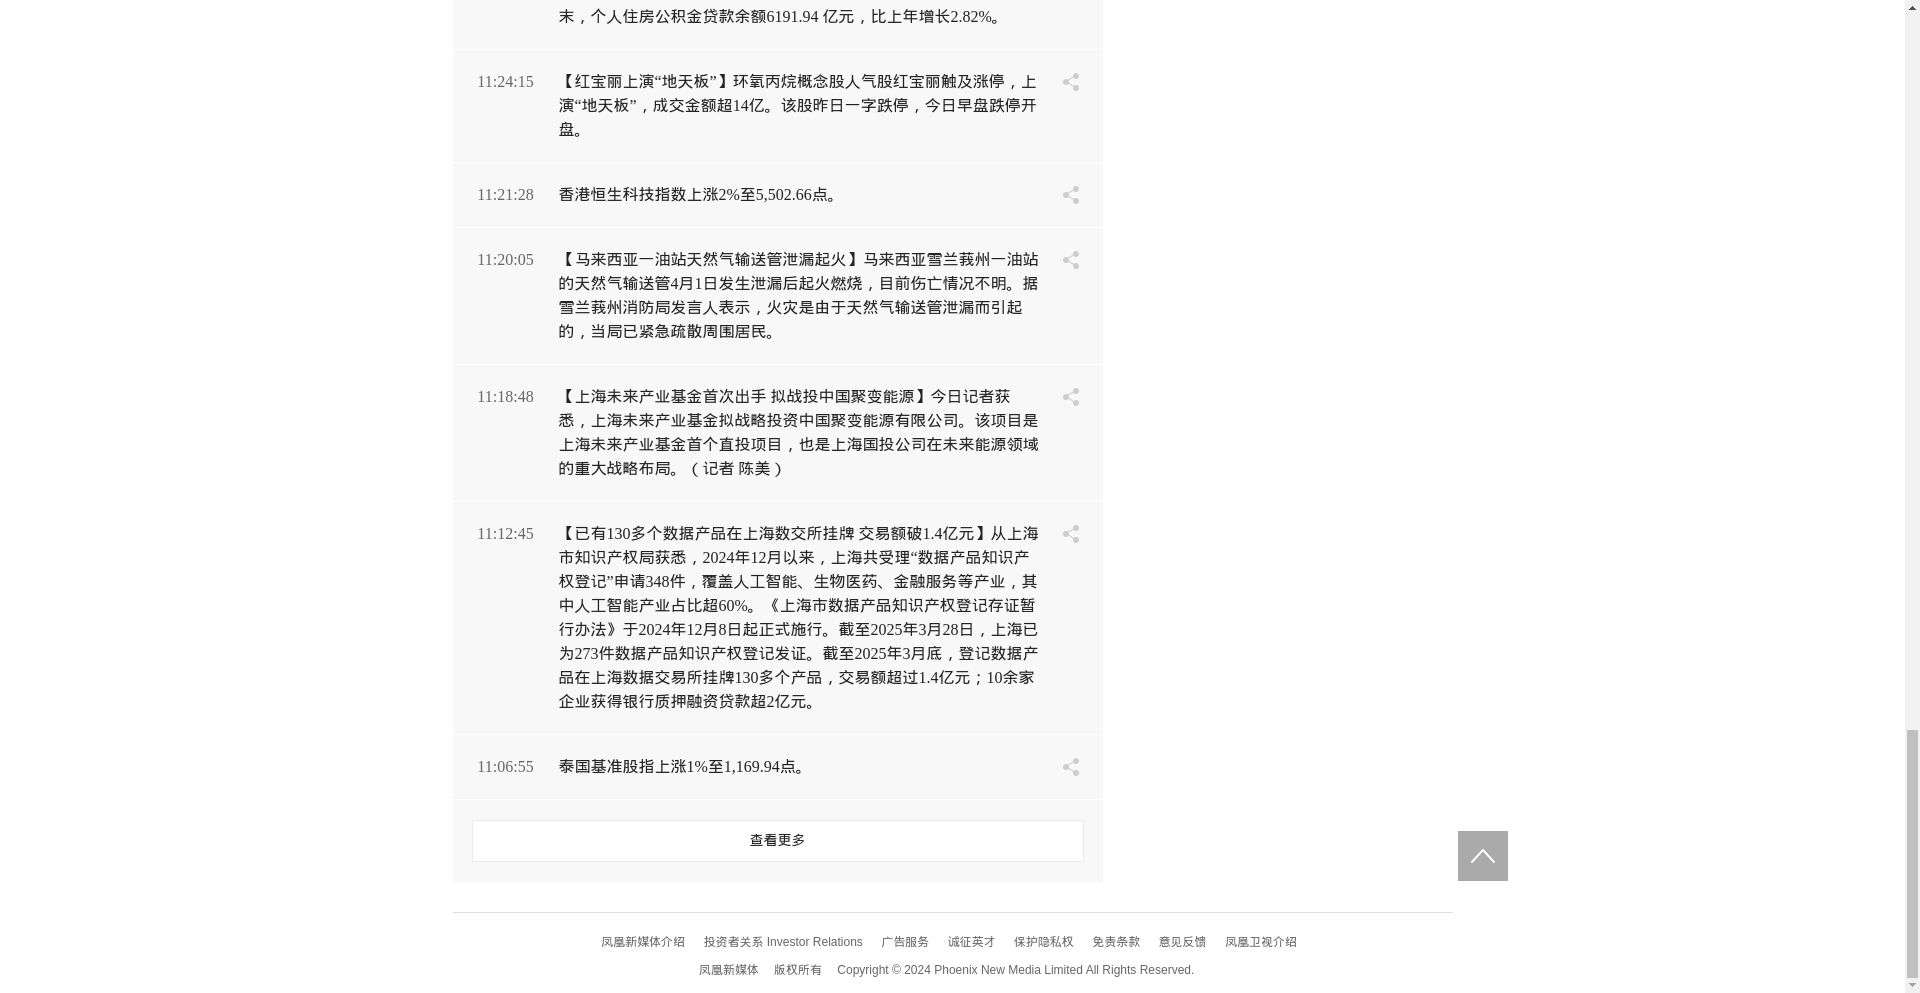 末，个人住房公积金贷款余额6191.94 亿元，比上年增长2.82%。
11:24:15
【红宝丽上演“地天板”】环氧丙烷概念股人气股红宝丽触及涨停，上
演“地天板”，成交金额超14亿。该股昨日一字跌停，今日早盘跌停开
盘。
11:21:28
香港恒生科技指数上涨2%至5,502.66点。
11:20:05
【马来西亚一油站天然气输送管泄漏起火】马来西亚雪兰莪州一油站
的天然气输送管4月1日发生泄漏后起火燃烧，目前伤亡情况不明。据
雪兰莪州消防局发言人表示，火灾是由于天然气输送管泄漏而引起
的，当局已紧急疏散周围居民。
11:18:48
【上海未来产业基金首次出手 拟战投中国聚变能源】今日记者获
悉，上海未来产业基金拟战略投资中国聚变能源有限公司。该项目是
上海未来产业基金首个直投项目，也是上海国投公司在未来能源领域
的重大战略布局。（记者 陈美）
11:12:45
【已有130多个数据产品在上海数交所挂牌 交易额破1.4亿元】从上海
市知识产权局获悉，2024年12月以来，上海共受理“数据产品知识产
权登记”申请348件，覆盖人工智能、生物医药、金融服务等产业，其
中人工智能产业占比超60%。《上海市数据产品知识产权登记存证暂
行办法》于2024年12月8日起正式施行。截至2025年3月28日，上海已
为273件数据产品知识产权登记发证。截至2025年3月底，登记数据产
品在上海数据交易所挂牌130多个产品，交易额超过1.4亿元；10余家
企业获得银行质押融资贷款超2亿元。
11:06:55
泰国基准股指上涨1%至1,169.94点。
查看更多
凤凰新媒体介绍 投资者关系 Investor Relations 广告服务 诚征英才 保护隐私权 免责条款 意见反馈 凤凰卫视介绍
凤凰新媒体 版权所有 Copyright © 2024 Phoenix New Media Limited All Rights Reserved.